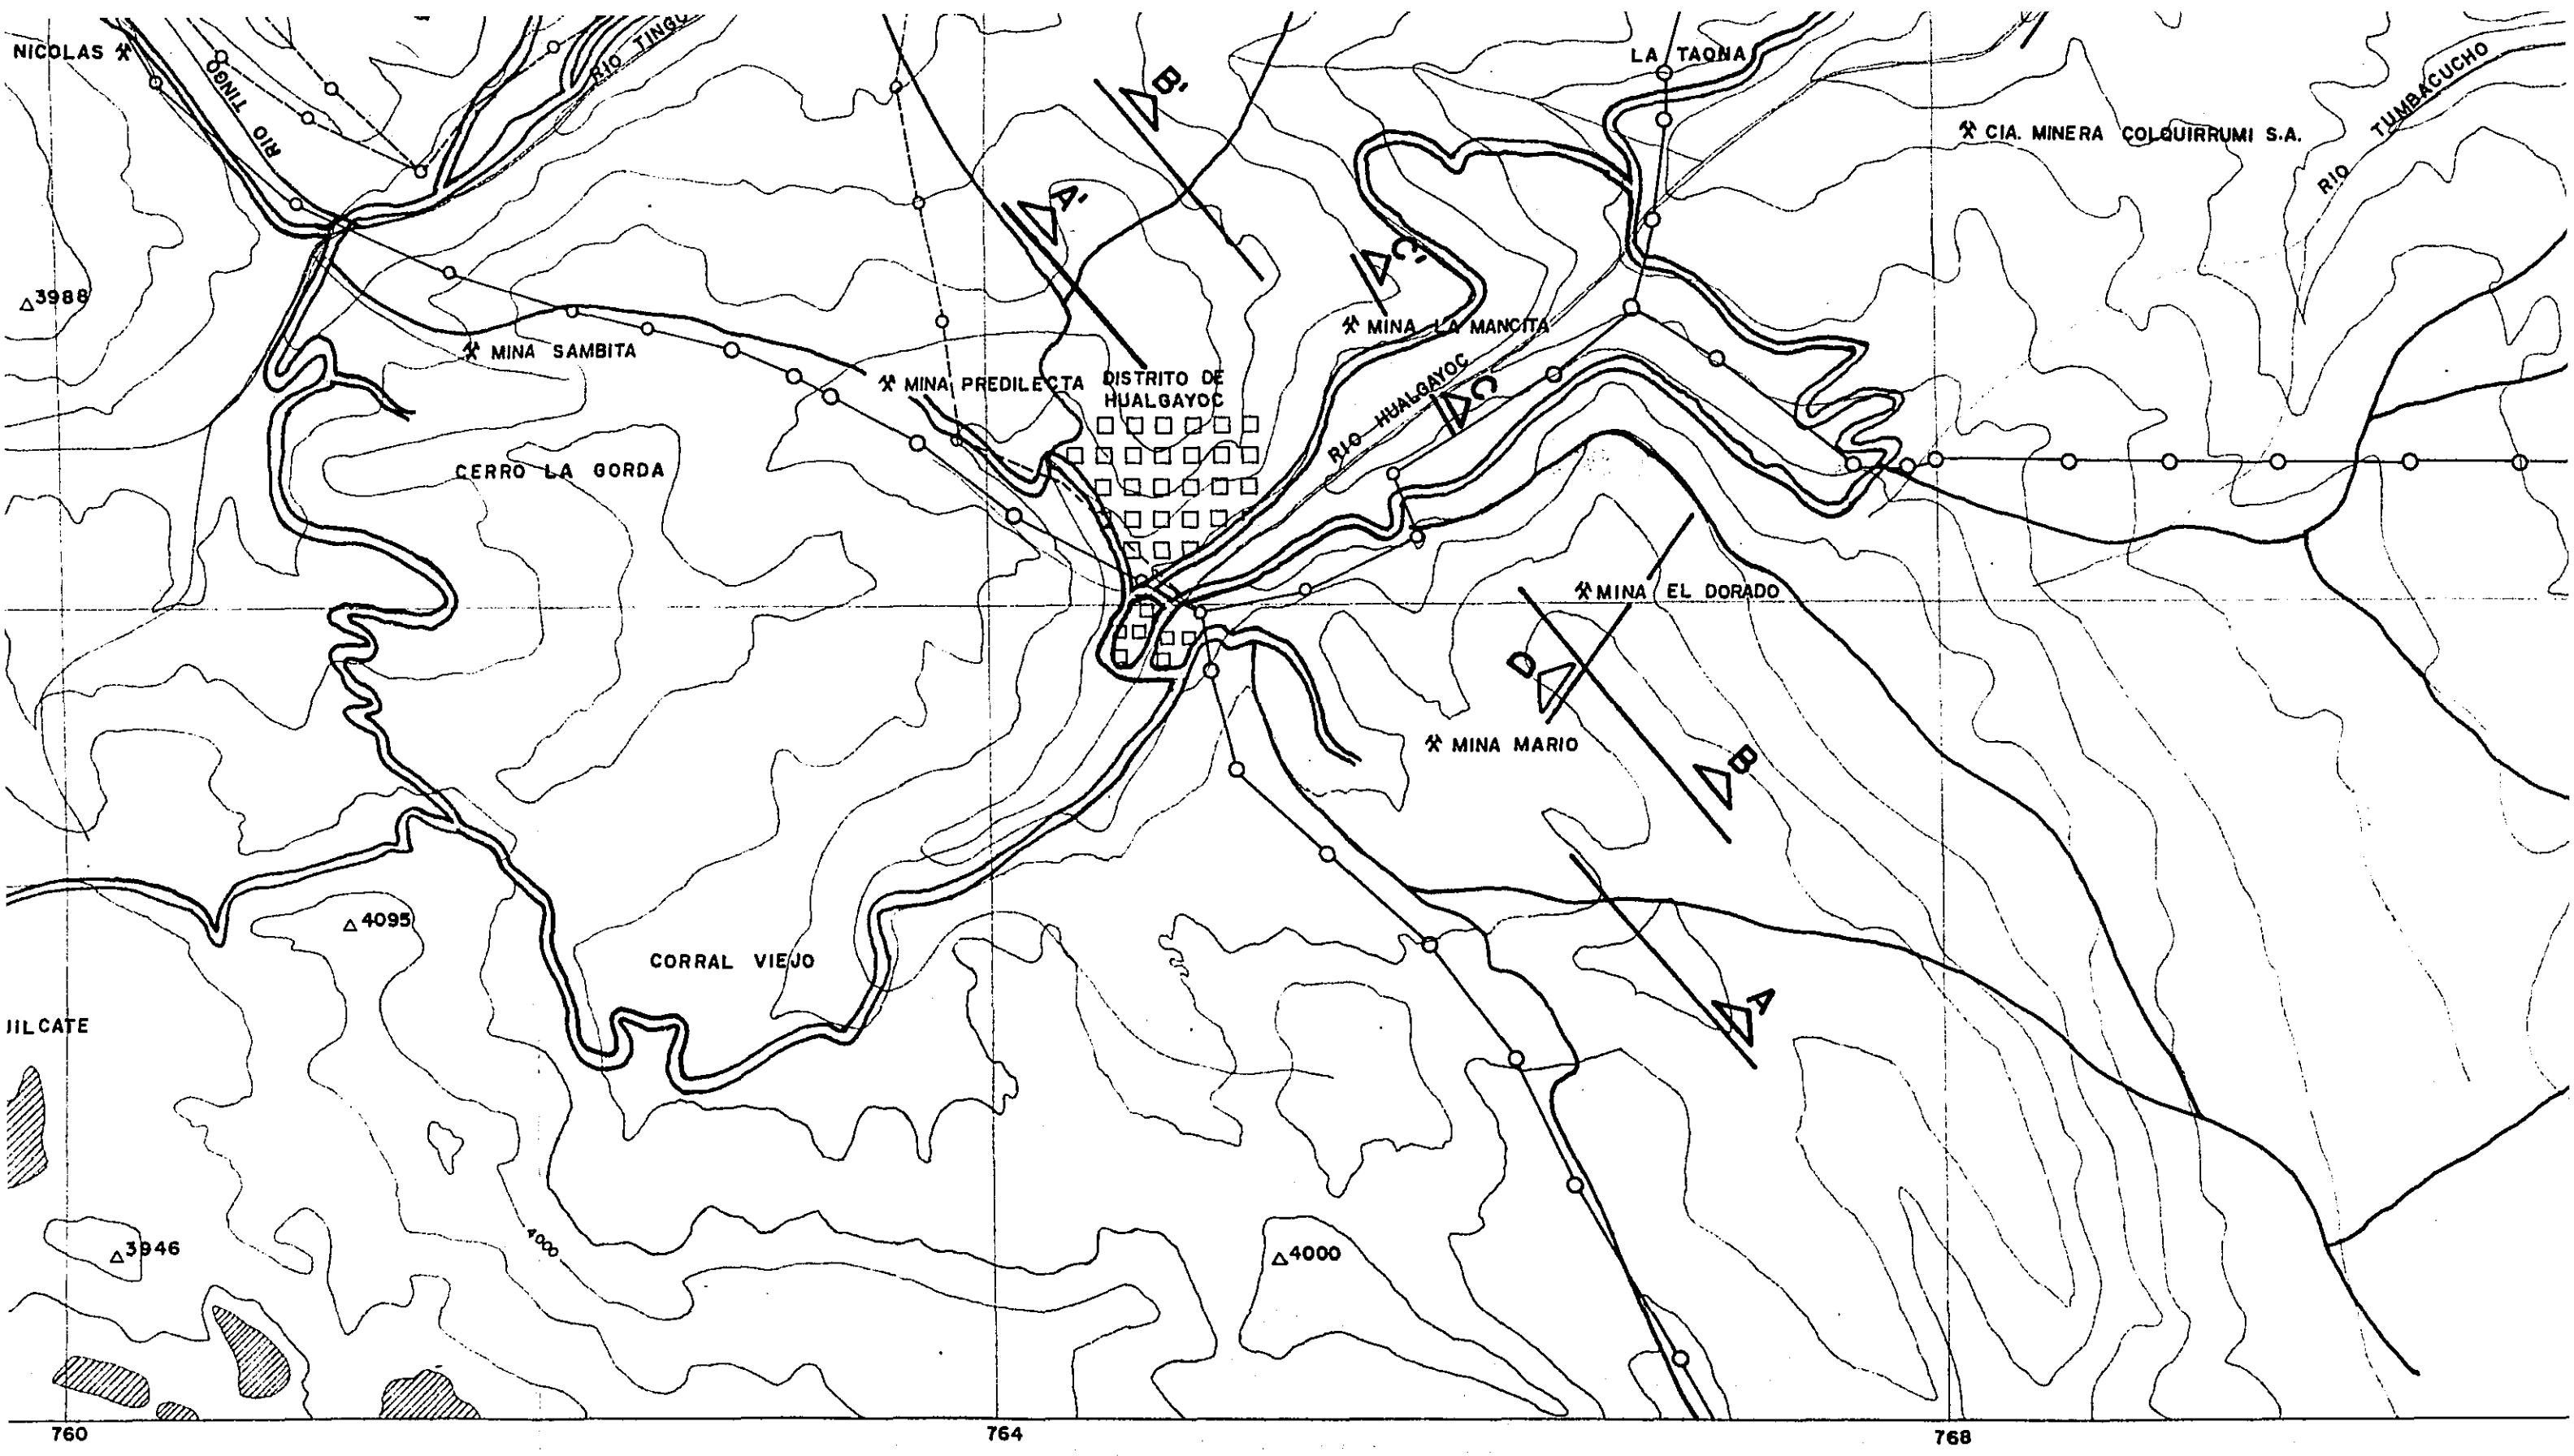 NICOLAS
RIO TINGO
RIO TINGO
B'
LA TAONA
CIA. MINERA COLQUIRRUMI S.A.
RIO TUMBACUCHO
A'
C'
3988
MINA SAMBITA
MINA PREDILECTA
DISTRITO DE
HUALGAYOC
MINA LA MANCITA
RIO HUALGAYOC
C
CERRO LA GORDA
MINA EL DORADO
D
MINA MARIO
B
4095
CORRAL VIEJO
A
4000
3946
4000
760
764
768